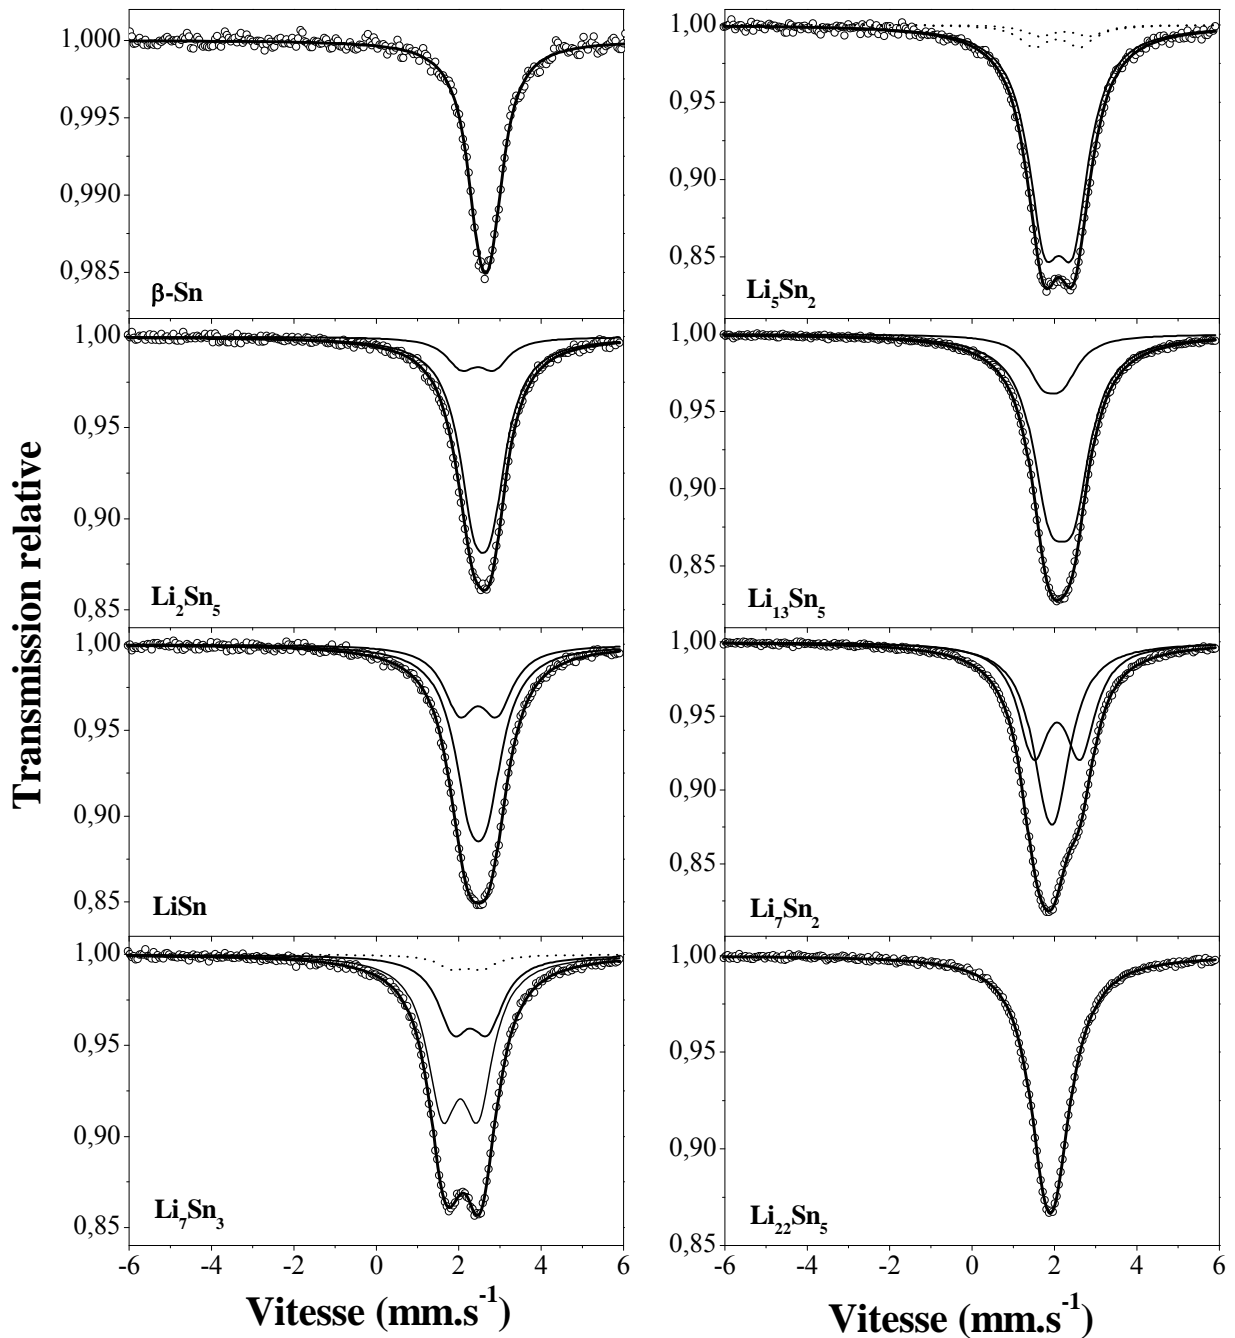 Transmission relative
1,000
0,995
0,990
0,985
β-Sn
1,00
0,95
0,90
0,85
Li2Sn5
1,00
0,95
0,90
0,85
LiSn
1,00
0,95
0,90
0,85
Li7Sn3
-6 -4 -2 0 2 4 6
Vitesse (mm.s-1)
1,00
0,95
0,90
0,85
Li5Sn2
1,00
0,95
0,90
0,85
Li13Sn5
1,00
0,95
0,90
0,85
Li7Sn2
1,00
0,95
0,90
0,85
Li22Sn5
-6 -4 -2 0 2 4 6
Vitesse (mm.s-1)